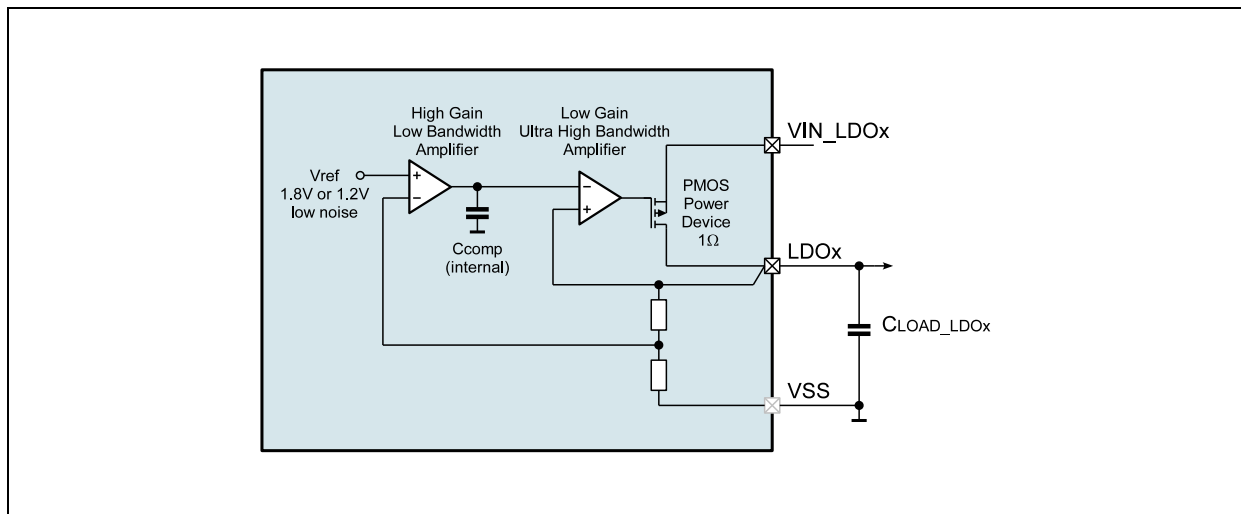 High Gain
Low Bandwidth
Amplifier
Low Gain
Ultra High Bandwidth
Amplifier
VIN_LDOx
Vref
1.8V or 1.2V
low noise
+
−
−
+
PMOS
Power
Device
1Ω
Ccomp
(internal)
LDOx
CLOAD_LDOx
VSS